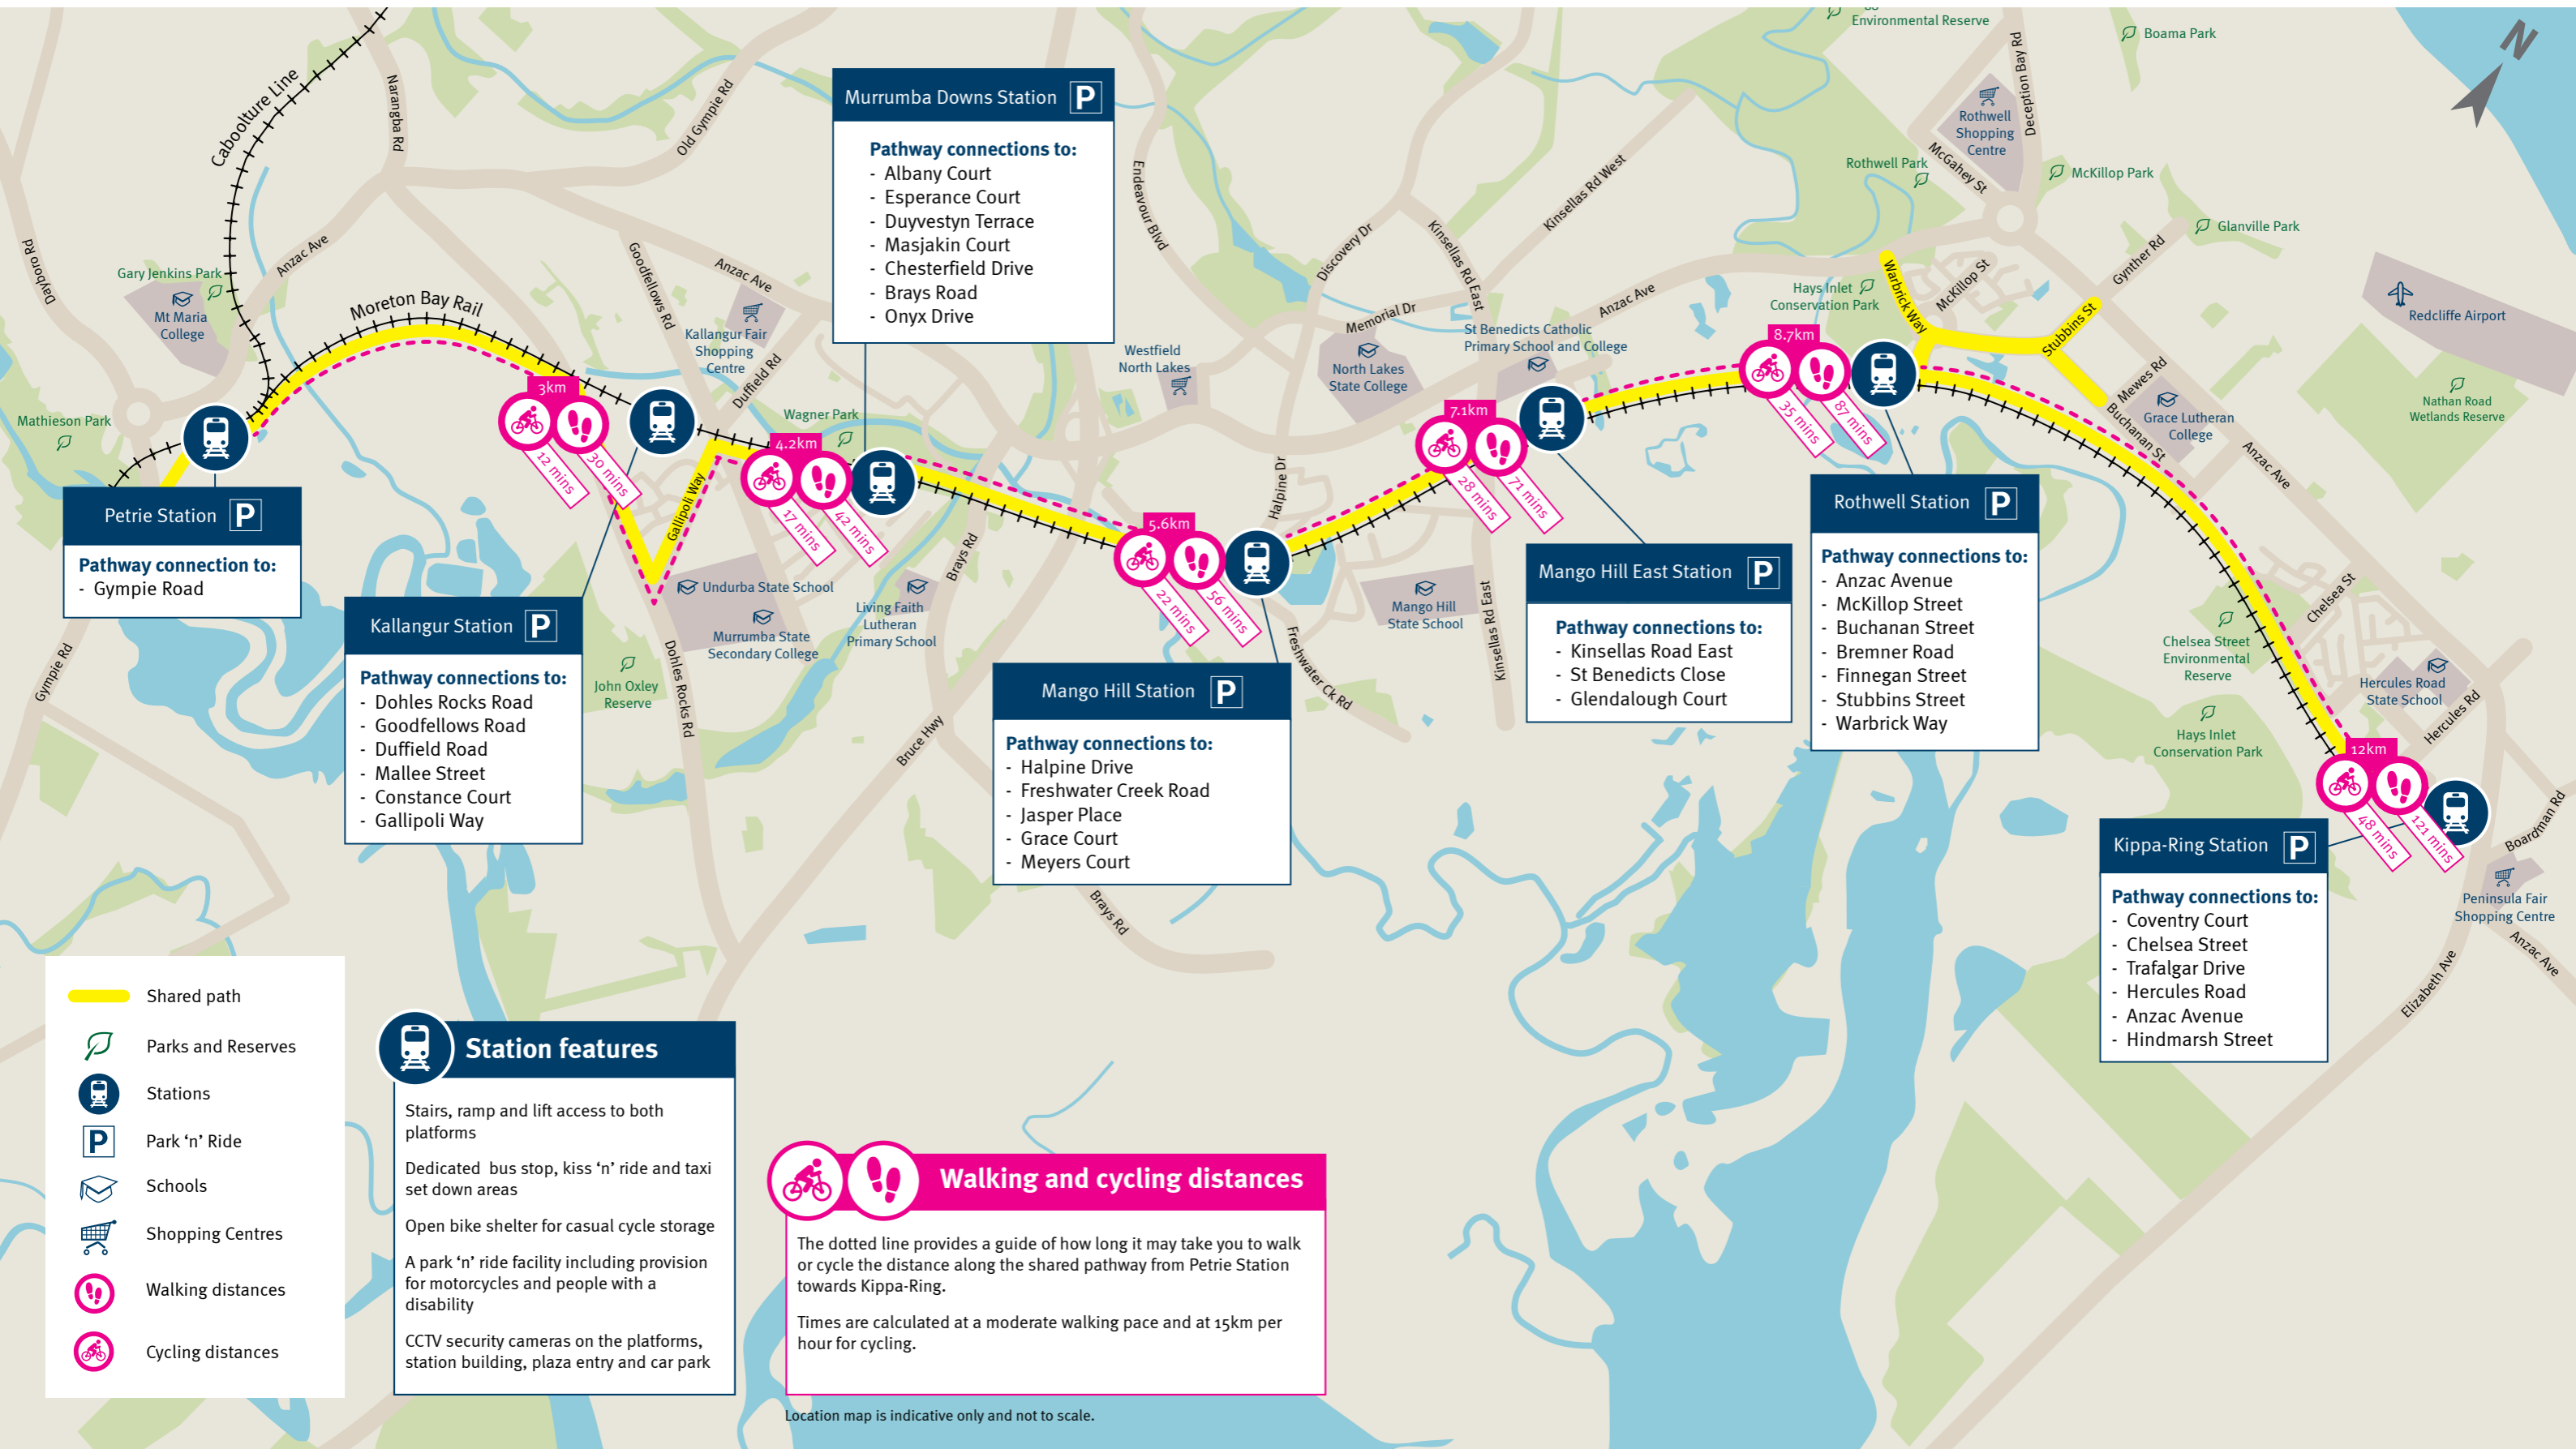 Environmental Reserve
Boama Park
N
Caboolture Line
Narangba Rd
Old Gympie Rd
Deception Bay Rd
Rothwell
Shopping
Centre
McGahey St
Rothwell Park
McKillop Park
Glanville Park
Gynther Rd
McKillop St
Redcliffe Airport
Nathan Road
Wetlands Reserve
Dayboro Rd
Gary Jenkins Park
Mt Maria
College
Anzac Ave
Mathieson Park
Moreton Bay Rail
Goodfellows Rd
Anzac Ave
Kallangur Fair
Shopping
Centre
Duffield Rd
Wagner Park
Endeavour Blvd
Westfield
North Lakes
Discovery Dr
Kinsellas Rd West
Kinsellas Rd East
Memorial Dr
North Lakes
State College
St Benedicts Catholic
Primary School and College
Anzac Ave
Hays Inlet
Conservation Park
Warbrick Way
Stubbins St
Mewes Rd
Buchanan St
Grace Lutheran
College
Anzac Ave
Murrumba Downs Station P
Pathway connections to:
- Albany Court
- Esperance Court
- Duyvestyn Terrace
- Masjakin Court
- Chesterfield Drive
- Brays Road
- Onyx Drive
3km
12 mins
30 mins
4.2km
17 mins
42 mins
5.6km
22 mins
56 mins
7.1km
28 mins
71 mins
8.7km
35 mins
87 mins
12km
48 mins
121 mins
Petrie Station P
Pathway connection to:
- Gympie Road
Gympie Rd
Kallangur Station P
Pathway connections to:
- Dohles Rocks Road
- Goodfellows Road
- Duffield Road
- Mallee Street
- Constance Court
- Gallipoli Way
Gallipoli Way
Undurba State School
Murrumba State
Secondary College
Living Faith
Lutheran
Primary School
John Oxley
Reserve
Dohles Rocks Rd
Brays Rd
Bruce Hwy
Halpine Dr
Freshwater Ck Rd
Mango Hill
State School
Kinsellas Rd East
Mango Hill Station P
Pathway connections to:
- Halpine Drive
- Freshwater Creek Road
- Jasper Place
- Grace Court
- Meyers Court
Brays Rd
Mango Hill East Station P
Pathway connections to:
- Kinsellas Road East
- St Benedicts Close
- Glendalough Court
Rothwell Station P
Pathway connections to:
- Anzac Avenue
- McKillop Street
- Buchanan Street
- Bremner Road
- Finnegan Street
- Stubbins Street
- Warbrick Way
Chelsea St
Chelsea Street
Environmental
Reserve
Hays Inlet
Conservation Park
Hercules Road
State School
Hercules Rd
Boardman Rd
Peninsula Fair
Shopping Centre
Anzac Ave
Elizabeth Ave
Kippa-Ring Station P
Pathway connections to:
- Coventry Court
- Chelsea Street
- Trafalgar Drive
- Hercules Road
- Anzac Avenue
- Hindmarsh Street
Shared path
Parks and Reserves
Stations
P Park ‘n’ Ride
Schools
Shopping Centres
Walking distances
Cycling distances
Station features
Stairs, ramp and lift access to both
platforms
Dedicated bus stop, kiss ‘n’ ride and taxi
set down areas
Open bike shelter for casual cycle storage
A park ‘n’ ride facility including provision
for motorcycles and people with a
disability
CCTV security cameras on the platforms,
station building, plaza entry and car park
Walking and cycling distances
The dotted line provides a guide of how long it may take you to walk
or cycle the distance along the shared pathway from Petrie Station
towards Kippa-Ring.
Times are calculated at a moderate walking pace and at 15km per
hour for cycling.
Location map is indicative only and not to scale.